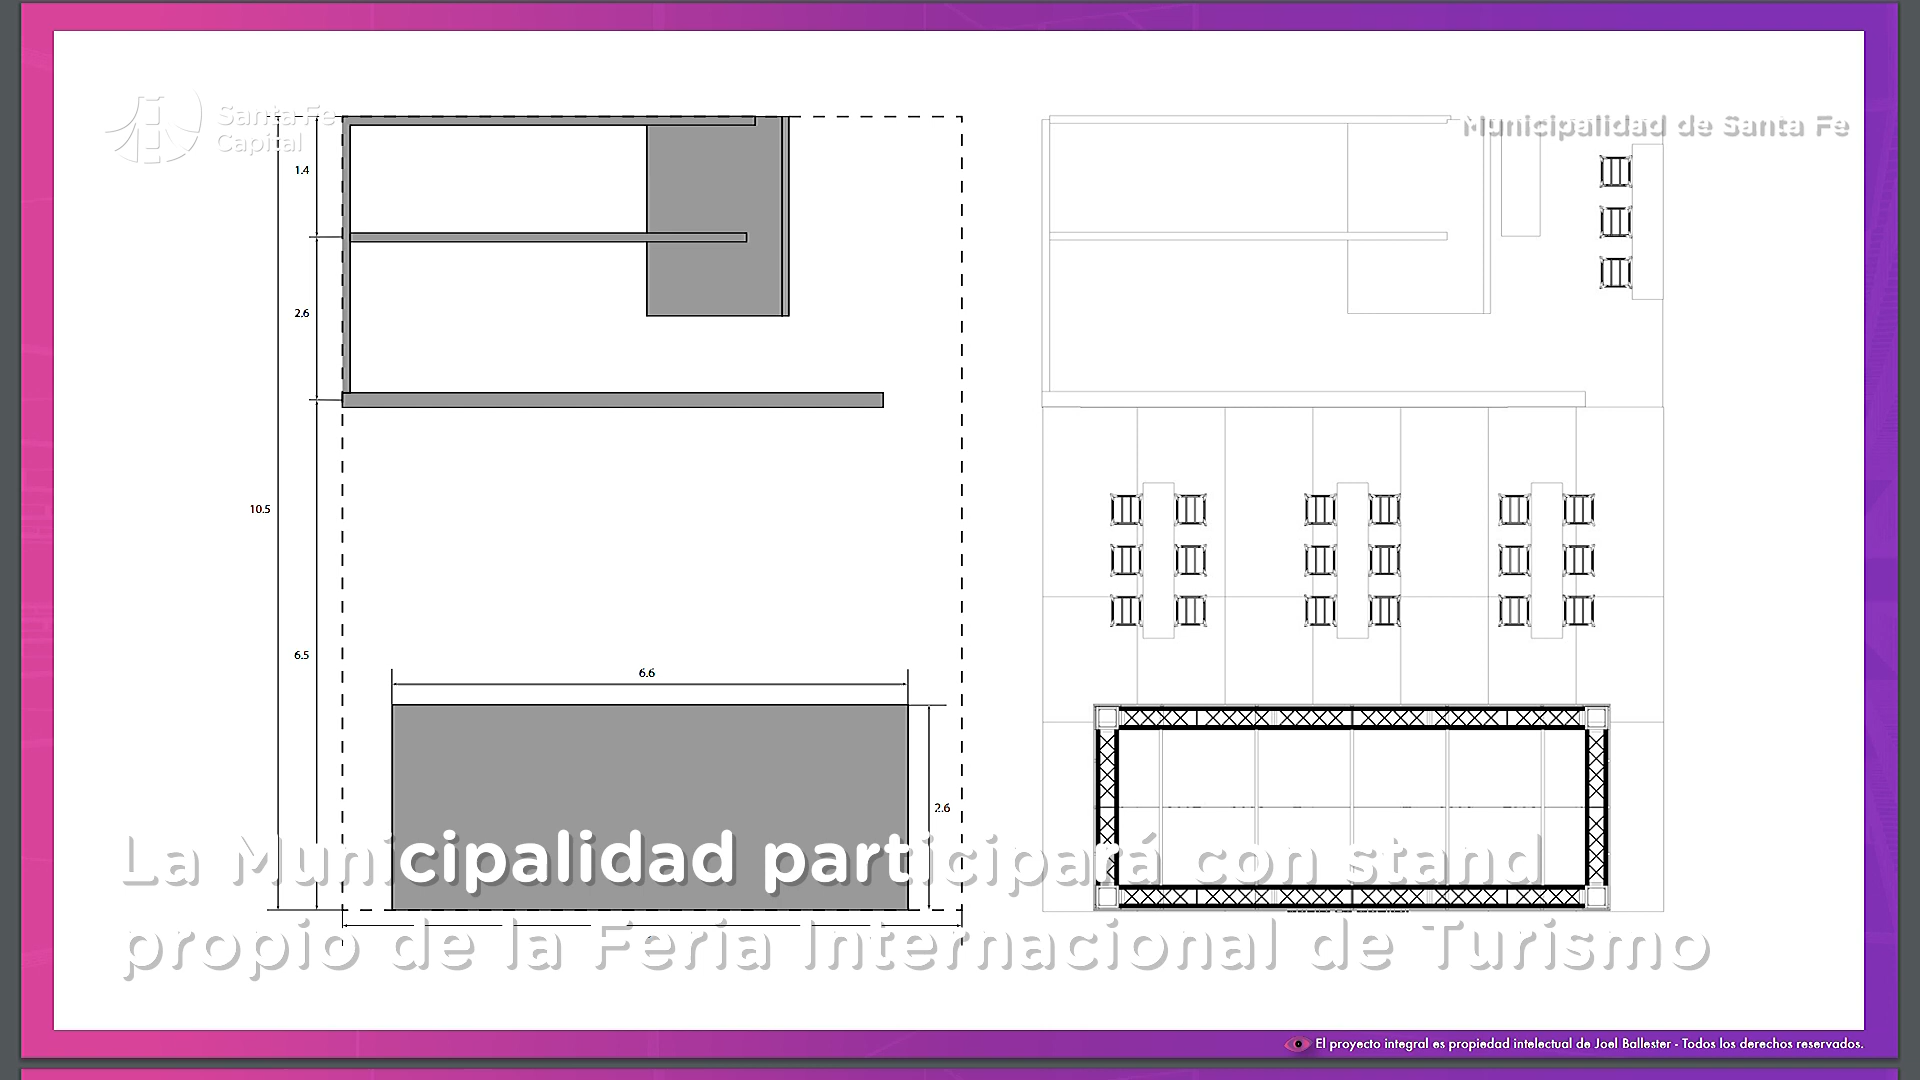 Santa Fe
Capital
Municipalidad de Santa Fe
1.4
2.6
10.5
6.5
6.6
2.6
La Municipalidad participará con stand
propio de la Feria Internacional de Turismo
El proyecto integral es propiedad intelectual de Joel Ballester - Todos los derechos reservados.